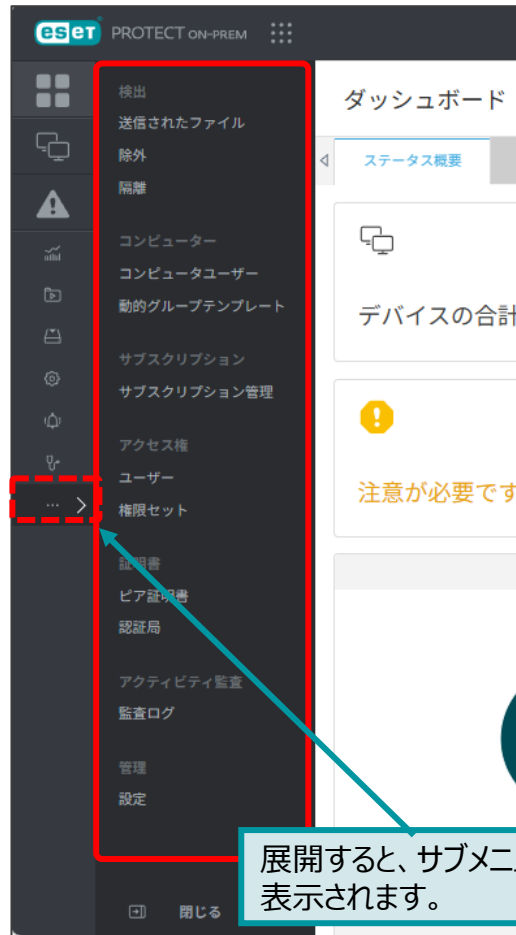 eset PROTECT ON-PREM
検出
送信されたファイル
除外
隔離
コンピューター
コンピュータユーザー
動的グループテンプレート
サブスクリプション
サブスクリプション管理
アクセス権
ユーザー
権限セット
証明書
ピア証明書
認証局
アクティビティ監査
監査ログ
管理
設定
閉じる
ダッシュボード
ステータス概要
デバイスの合計
注意が必要です
展開すると、サブメニ
表示されます。